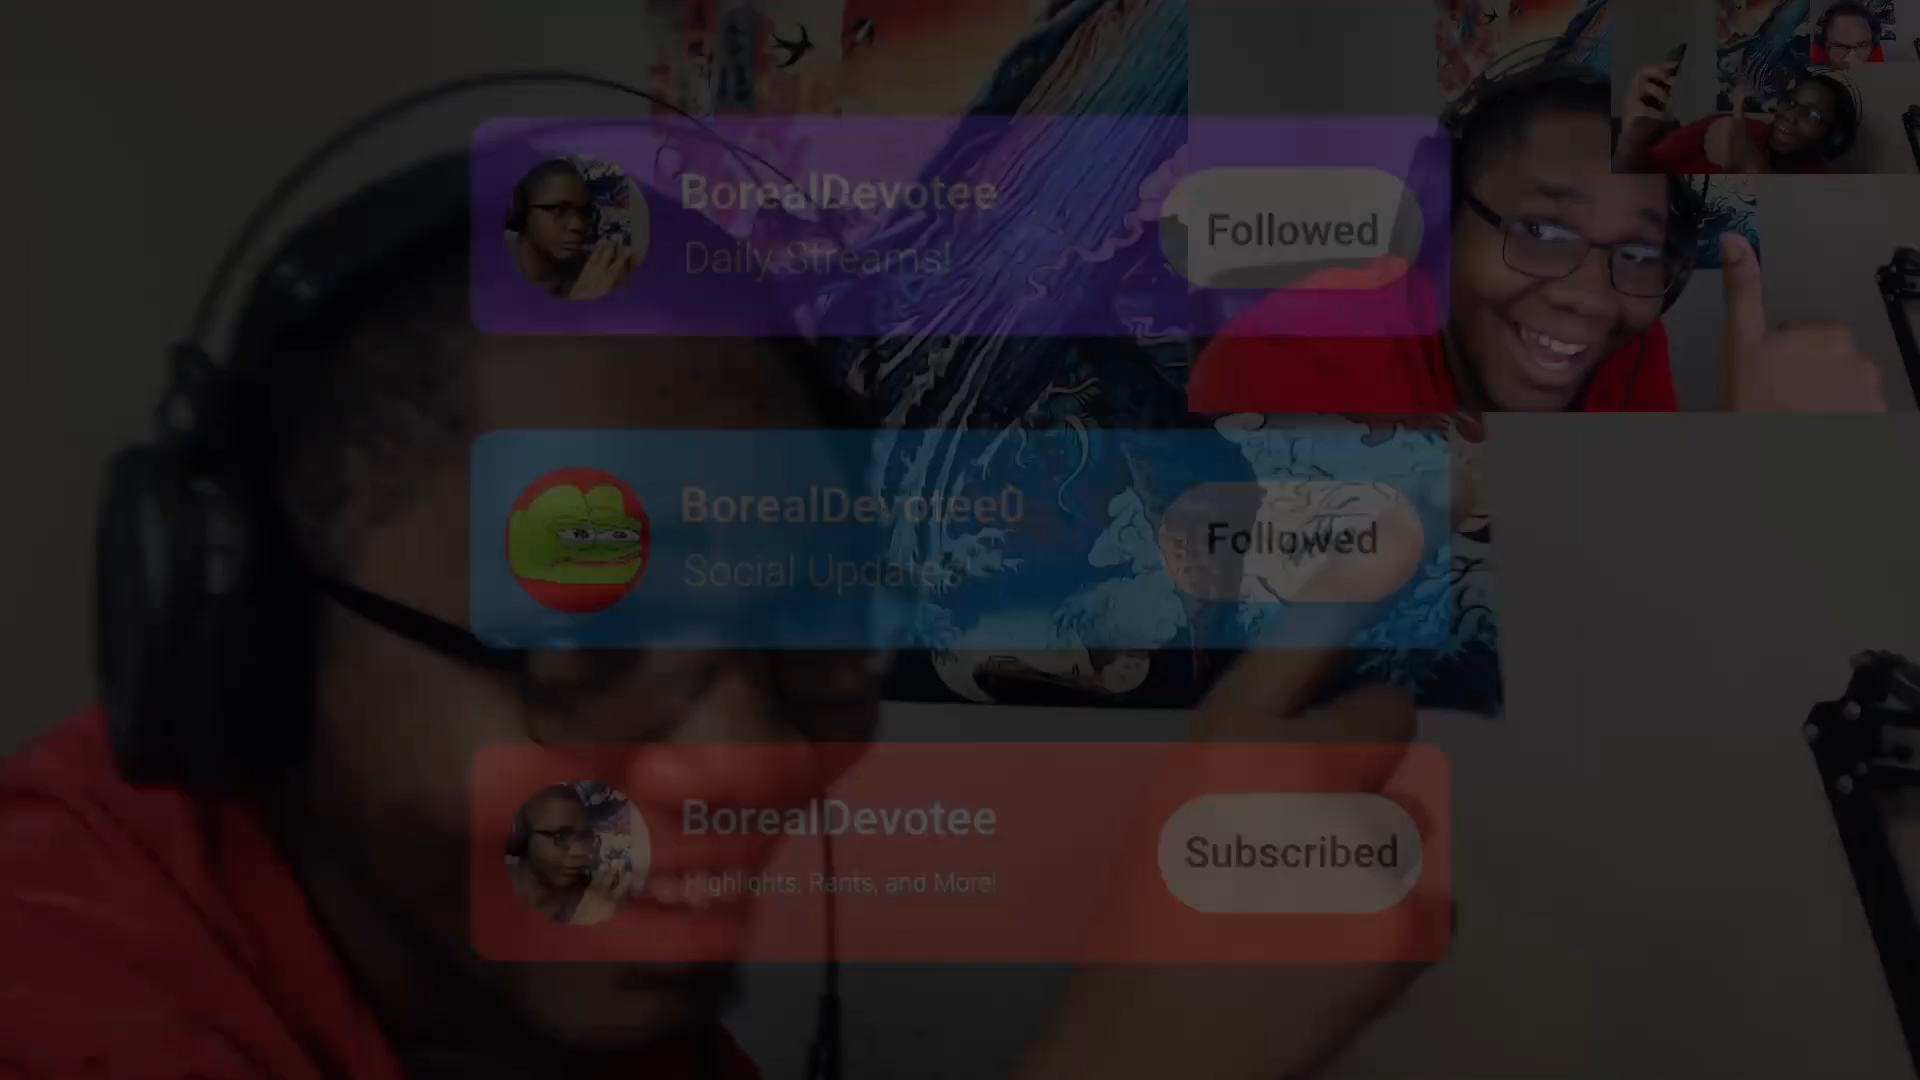 BorealDevotee
Daily Streams!
Followed
BorealDevotee0
Social Updates!
Followed
BorealDevotee
Highlights, Rants, and More!
Subscribed